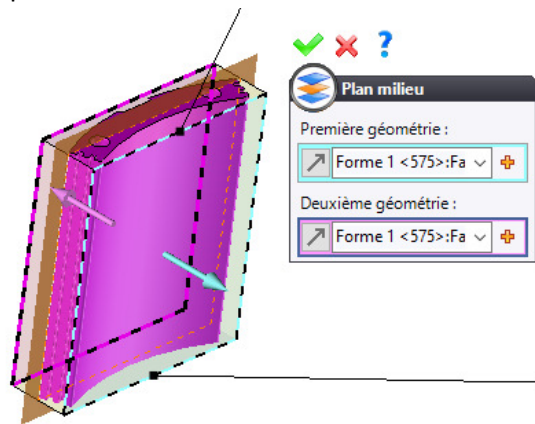 ?
Plan milieu
Première géométrie :
Forme 1 <575>:Fa
Deuxième géométrie :
Forme 1 <575>:Fa